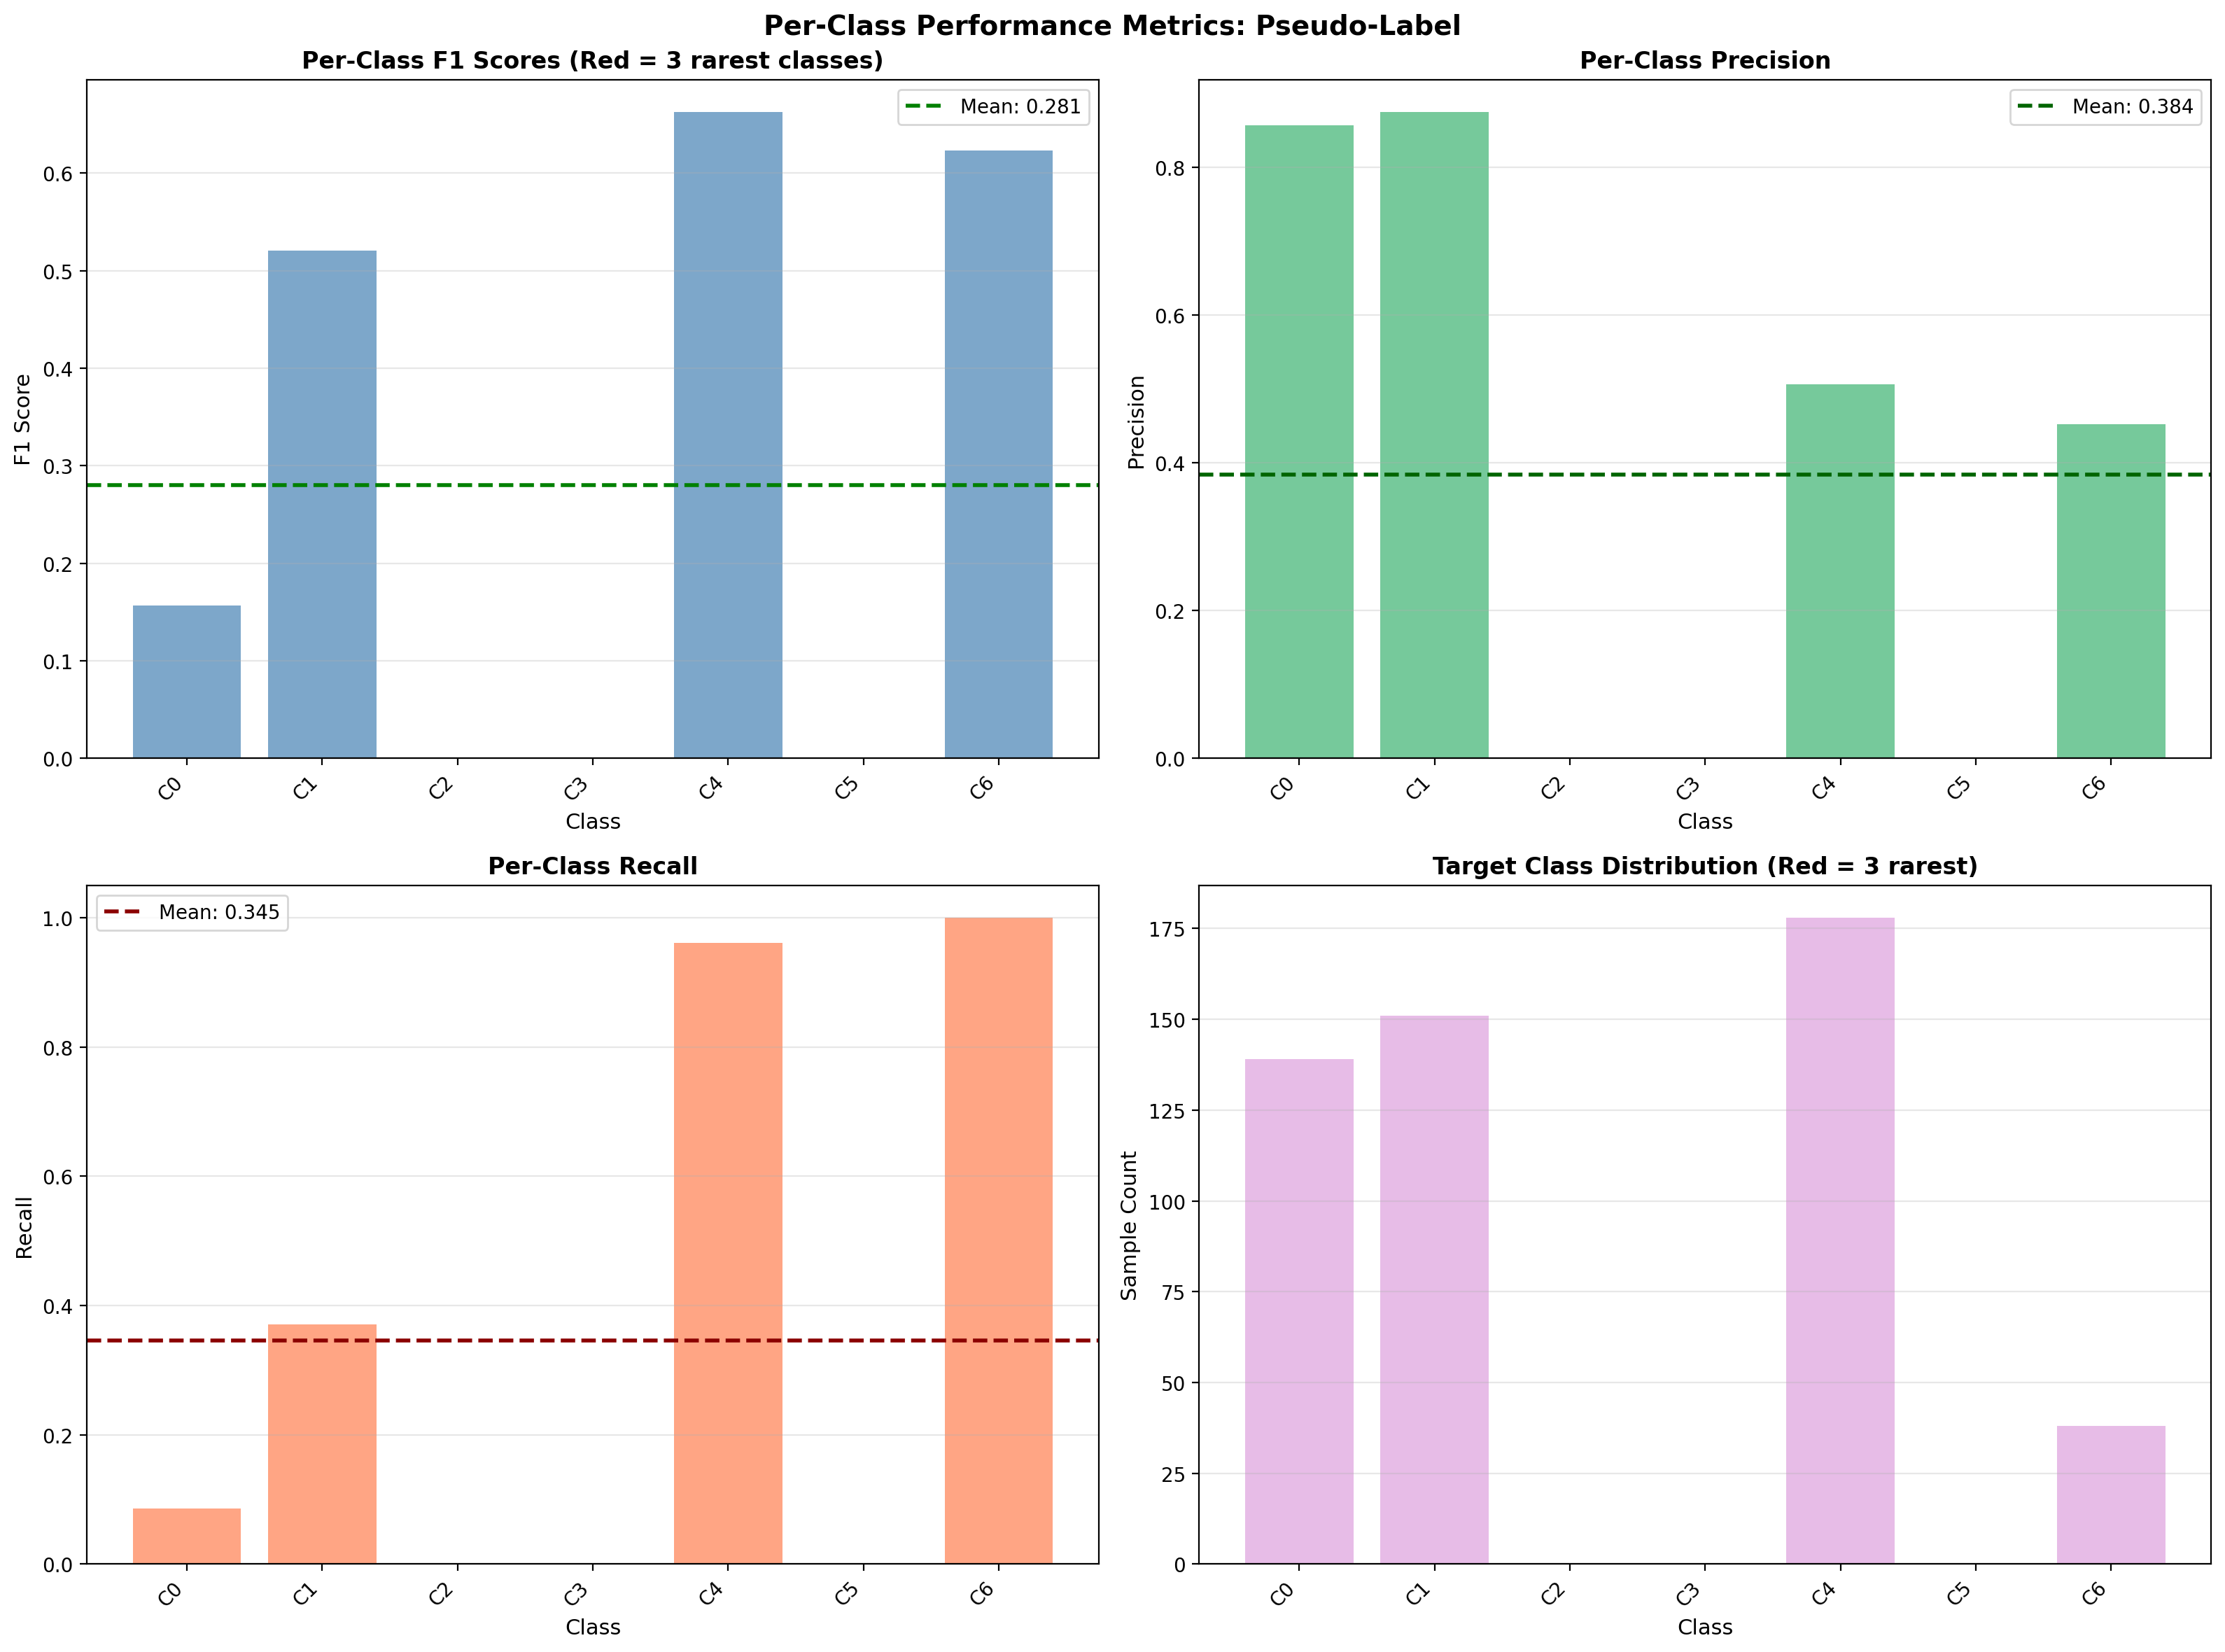 Per-Class Performance Metrics: Pseudo-Label
Per-Class F1 Scores (Red = 3 rarest classes)
Mean: 0.281
F1 Score
0.6
0.5
0.4
0.3
0.2
0.1
0.0
C0
C1
C2
C3
C4
C5
C6
Class
Per-Class Precision
Mean: 0.384
Precision
0.8
0.6
0.4
0.2
0.0
C0
C1
C2
C3
C4
C5
C6
Class
Per-Class Recall
Mean: 0.345
Recall
1.0
0.8
0.6
0.4
0.2
0.0
C0
C1
C2
C3
C4
C5
C6
Class
Target Class Distribution (Red = 3 rarest)
Sample Count
175
150
125
100
75
50
25
0
C0
C1
C2
C3
C4
C5
C6
Class